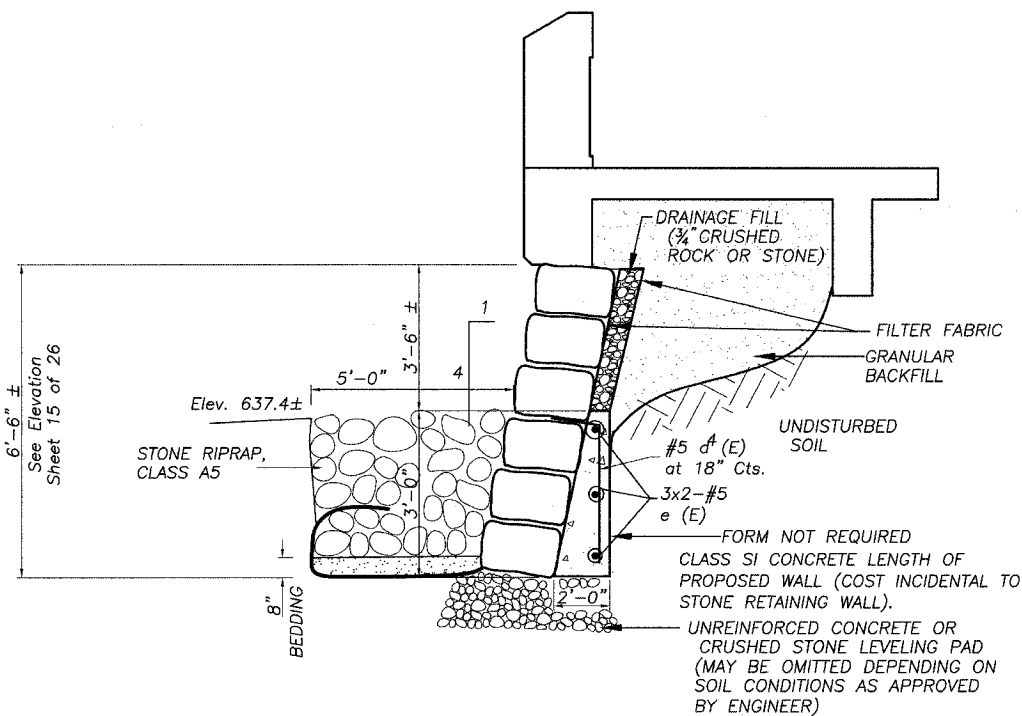 DRAINAGE FILL
(¾" CRUSHED
ROCK OR STONE)
1
4
3'-6" ±
6'-6" ±
See Elevation
Sheet 15 of 26
5'-0"
Elev. 637.4±
STONE RIPRAP,
CLASS A5
3'-0"
8"
BEDDING
FILTER FABRIC
GRANULAR
BACKFILL
UNDISTURBED
SOIL
#5 d⁴ (E)
at 18" Cts.
3x2-#5
e (E)
FORM NOT REQUIRED
CLASS SI CONCRETE LENGTH OF
PROPOSED WALL (COST INCIDENTAL TO
STONE RETAINING WALL).
2'-0"
UNREINFORCED CONCRETE OR
CRUSHED STONE LEVELING PAD
(MAY BE OMITTED DEPENDING ON
SOIL CONDITIONS AS APPROVED
BY ENGINEER)